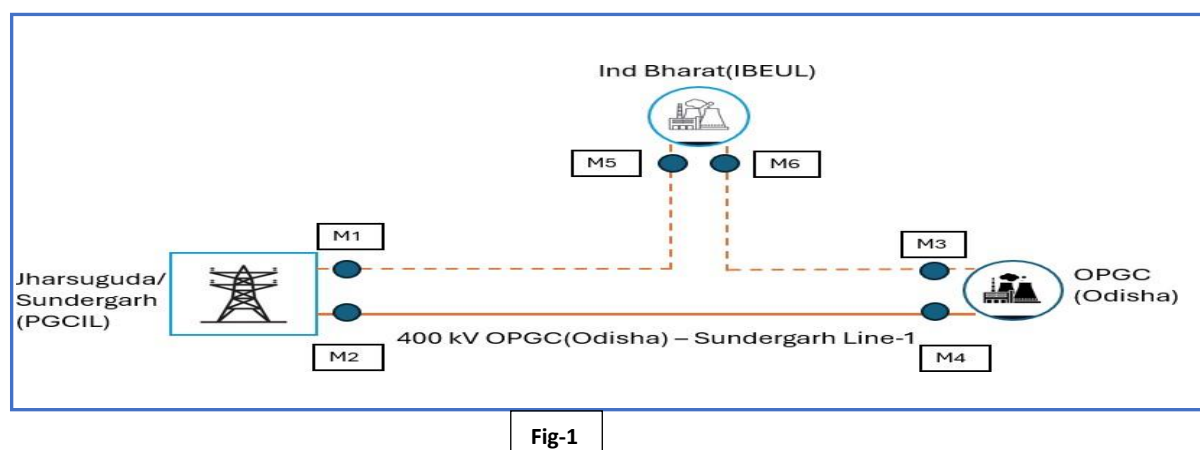 Ind Bharat(IBEUL)
M5
M6
M1
M3
Jharsuguda/
Sundergarh
(PGCIL)
OPGC
(Odisha)
400 kV OPGC(Odisha) – Sundergarh Line-1
M2
M4
Fig-1